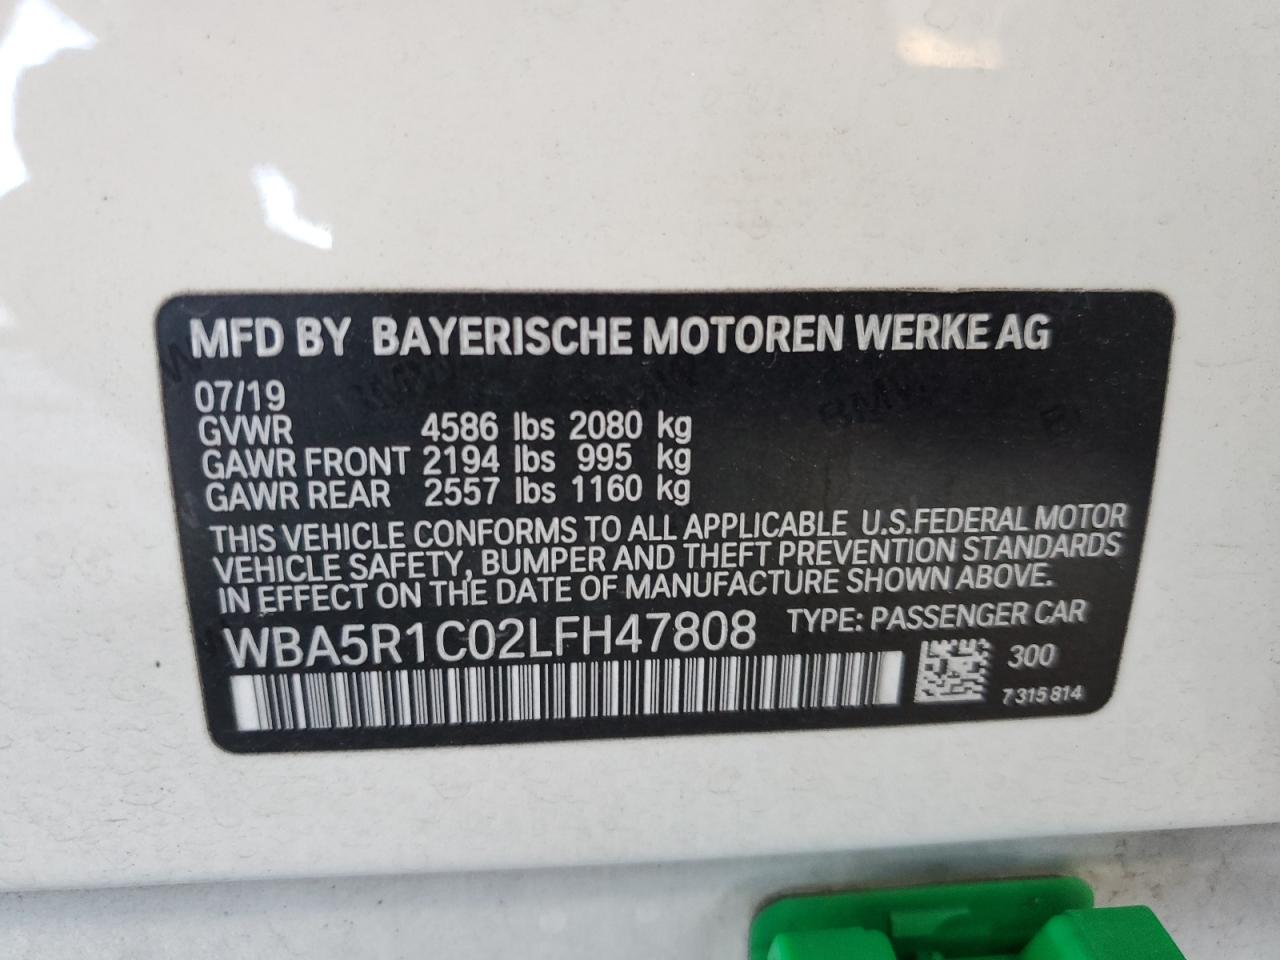 MFD BY BAYERISCHE MOTOREN WERKE AG
07/19
GVWR 4586 lbs 2080 kg
GAWR FRONT 2194 lbs 995 kg
GAWR REAR 2557 lbs 1160 kg
THIS VEHICLE CONFORMS TO ALL APPLICABLE U.S.FEDERAL MOTOR
VEHICLE SAFETY, BUMPER AND THEFT PREVENTION STANDARDS
IN EFFECT ON THE DATE OF MANUFACTURE SHOWN ABOVE.
WBA5R1C02LFH47808 TYPE: PASSENGER CAR
300
7 315 814